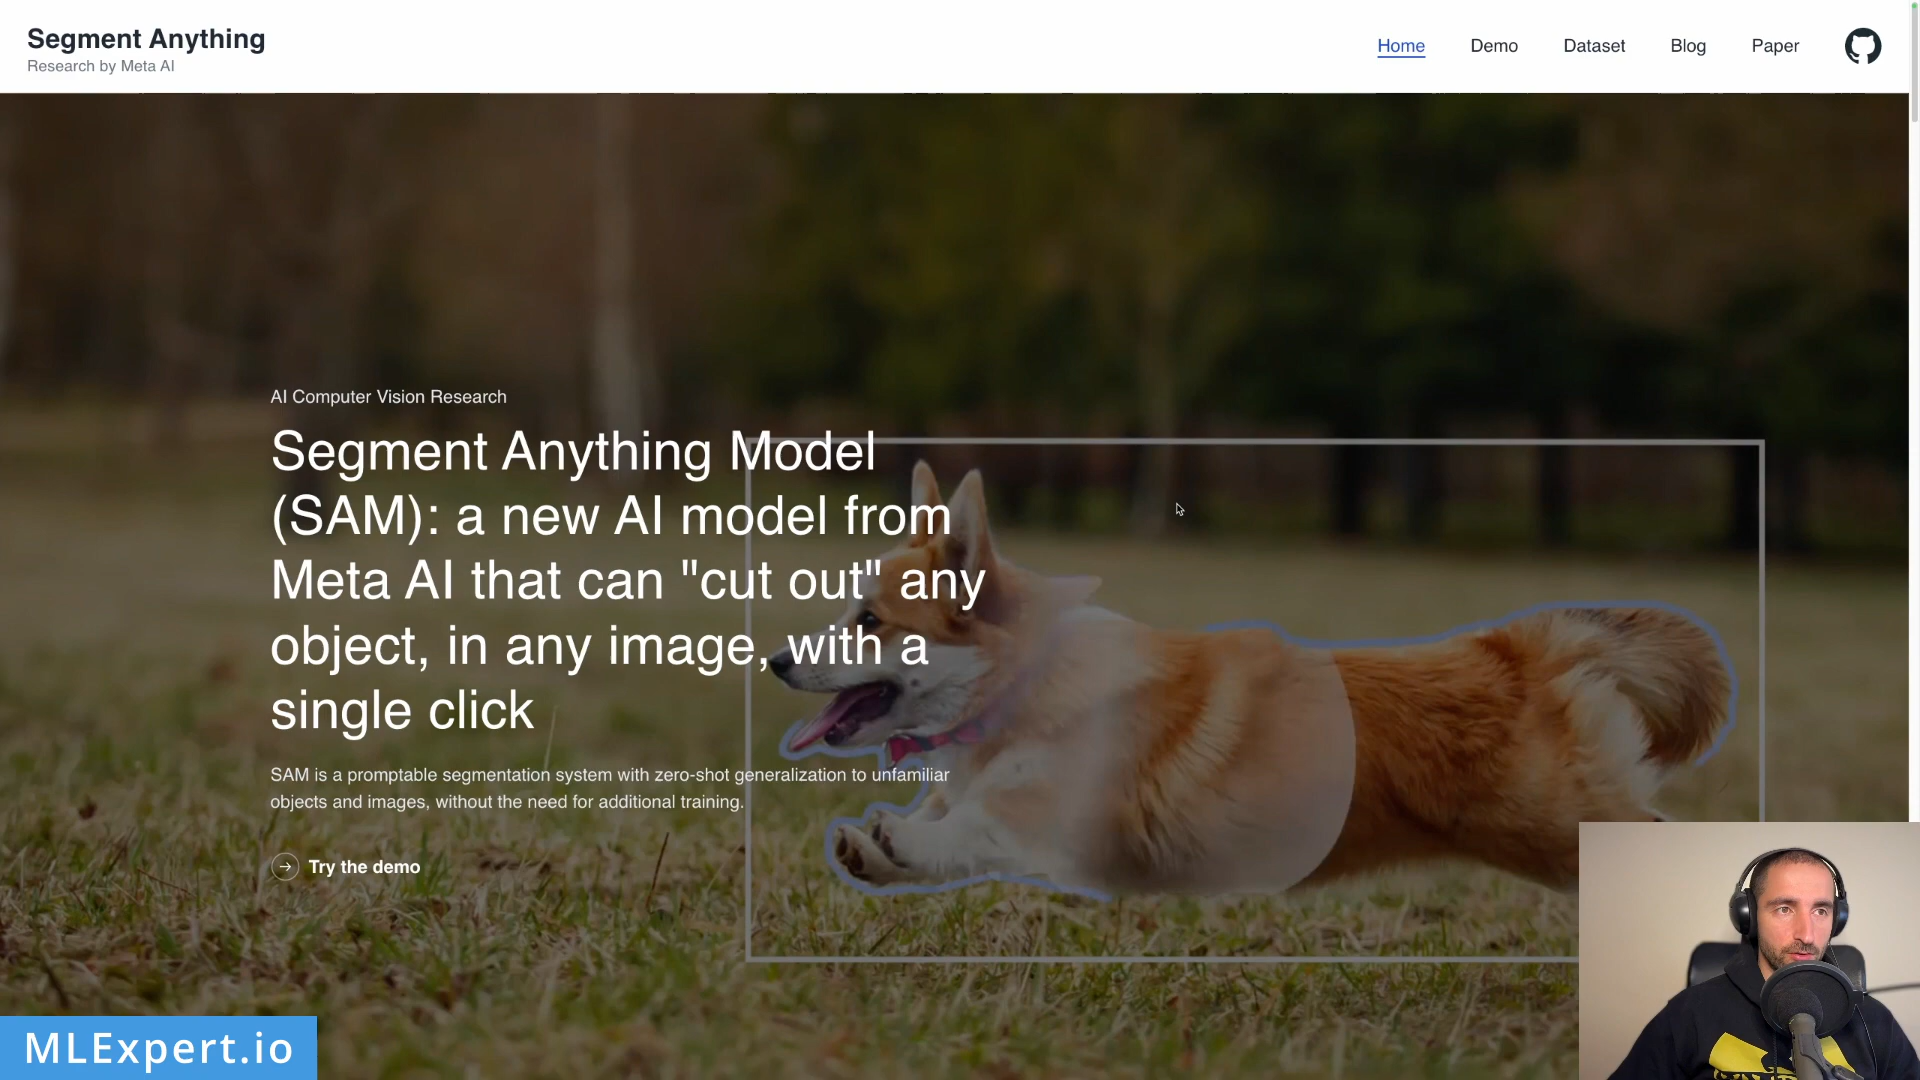 Segment Anything
Research by Meta AI
Home
Demo
Dataset
Blog
Paper
AI Computer Vision Research
Segment Anything Model
(SAM): a new AI model from
Meta AI that can "cut out" any
object, in any image, with a
single click
SAM is a promptable segmentation system with zero-shot generalization to unfamiliar
objects and images, without the need for additional training.
Try the demo
MLExpert.io